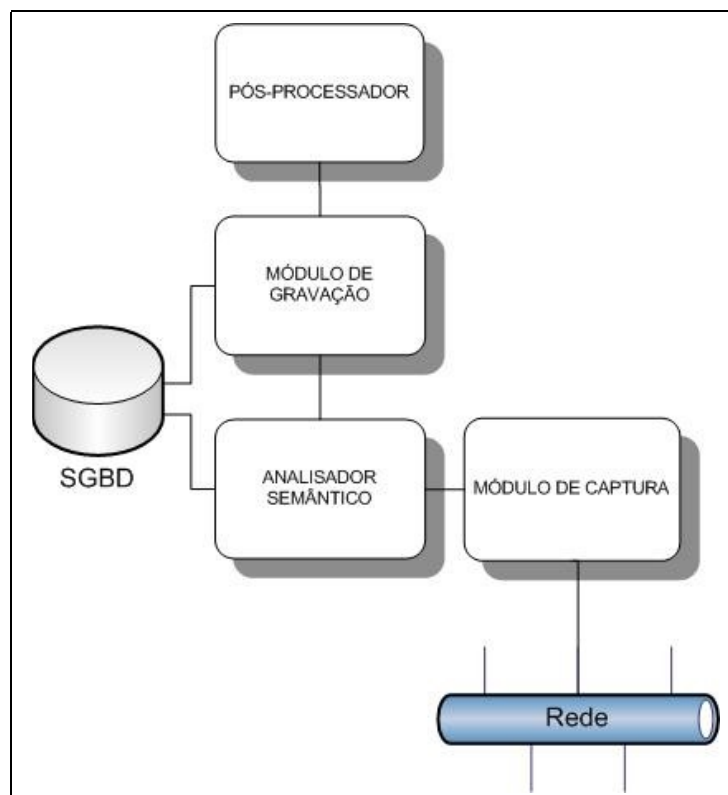 PÓS-PROCESSADOR
MÓDULO DE
GRAVAÇÃO
SGBD
ANALISADOR
SEMÂNTICO
MÓDULO DE CAPTURA
Rede